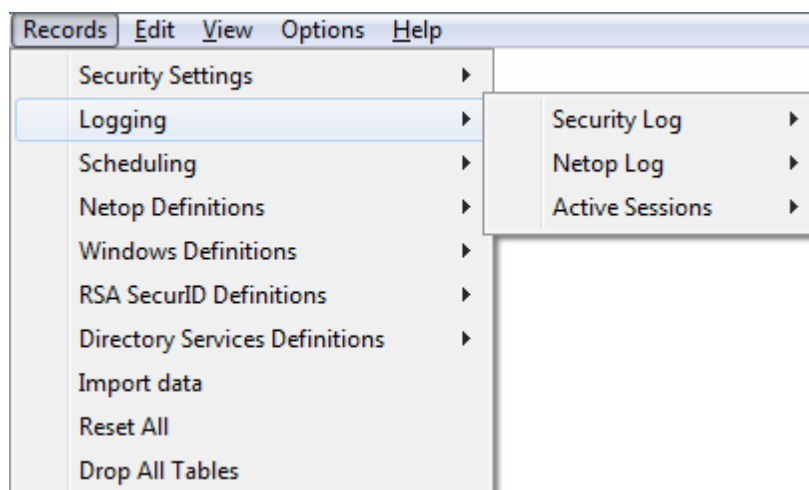 Records Edit View Options Help
Security Settings
Logging
Scheduling
Netop Definitions
Windows Definitions
RSA SecurID Definitions
Directory Services Definitions
Import data
Reset All
Drop All Tables
Security Log
Netop Log
Active Sessions